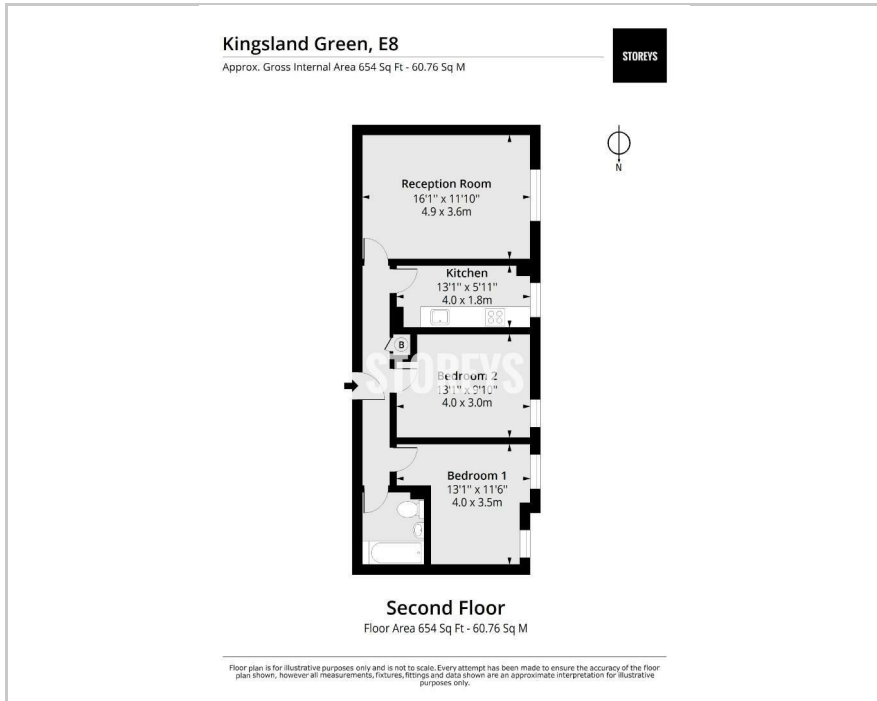 Kingsland Green, E8
Approx. Gross Internal Area 654 Sq Ft - 60.76 Sq M
STOREYS
N
Reception Room
16'1" x 11'10"
4.9 x 3.6m
Kitchen
13'1" x 5'11"
4.0 x 1.8m
B
STOREYS
Bedroom 2
13'1" x 9'10"
4.0 x 3.0m
Bedroom 1
13'1" x 11'6"
4.0 x 3.5m
Second Floor
Floor Area 654 Sq Ft - 60.76 Sq M
Floor plan is for illustrative purposes only and is not to scale. Every attempt has been made to ensure the accuracy of the floor
plan shown, however all measurements, fixtures, fittings and data shown are an approximate interpretation for illustrative
purposes only.